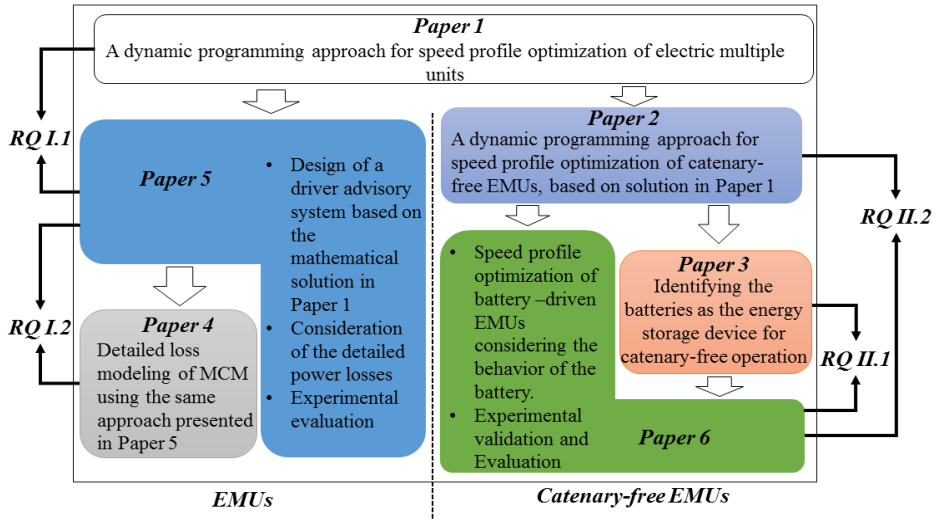 Paper 1
A dynamic programming approach for speed profile optimization of electric multiple
units
RQ I.1
Paper 5
• Design of a
driver advisory
system based on
the
mathematical
solution in
Paper 1
• Consideration
of the detailed
power losses
• Experimental
evaluation
RQ I.2
Paper 4
Detailed loss
modeling of MCM
using the same
approach presented
in Paper 5
EMUs
Paper 2
A dynamic programming approach for
speed profile optimization of catenary-
free EMUs, based on solution in Paper 1
RQ II.2
• Speed profile
optimization of
battery –driven
EMUs
considering the
behavior of the
battery.
• Experimental
validation and
Evaluation
Paper 3
Identifying the
batteries as the energy
storage device for
catenary-free operation
RQ II.1
Paper 6
Catenary-free EMUs